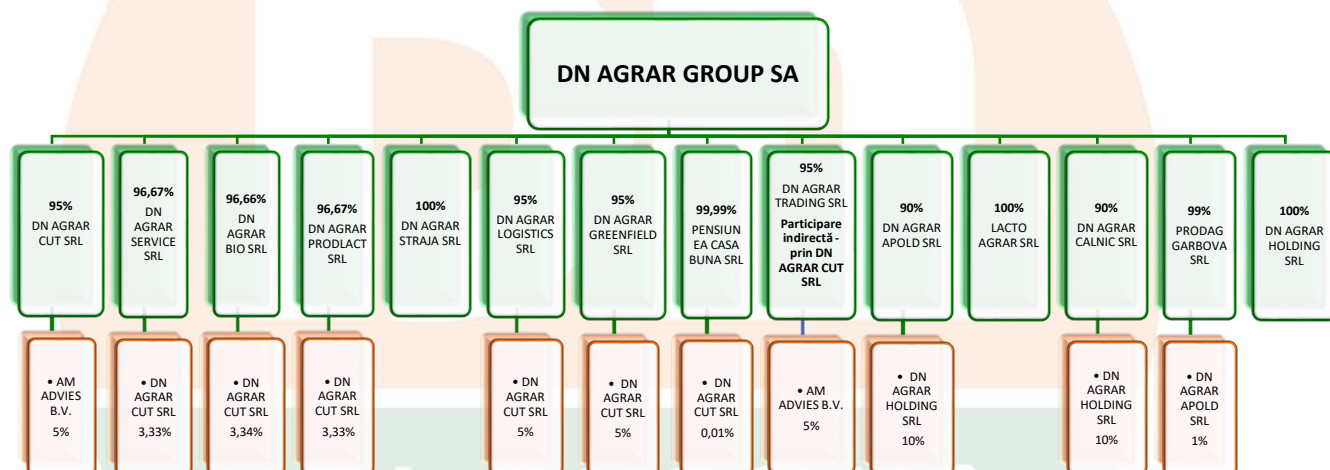 DN AGRAR GROUP SA
95%
DN AGRAR
CUT SRL
96,67%
DN
AGRAR
SERVICE
SRL
96,66%
DN
AGRAR
BIO SRL
96,67%
DN AGRAR
PRODLACT
SRL
100%
DN AGRAR
STRAJA SRL
95%
DN AGRAR
LOGISTICS
SRL
95%
DN AGRAR
GREENFIELD
SRL
99,99%
PENSIUN
EA CASA
BUNA SRL
95%
DN AGRAR
TRADING SRL
Participare
indirectă -
prin DN
AGRAR CUT
SRL
90%
DN AGRAR
APOLD SRL
100%
LACTO
AGRAR SRL
90%
DN AGRAR
CALNIC SRL
99%
PRODAG
GARBOVA
SRL
100%
DN AGRAR
HOLDING
SRL
• AM
ADVIES
B.V.
5%
• DN
AGRAR
CUT SRL
3,33%
• DN
AGRAR
CUT SRL
3,34%
• DN
AGRAR
CUT SRL
3,33%
• DN
AGRAR
CUT SRL
5%
• DN
AGRAR
CUT SRL
5%
• DN
AGRAR
CUT SRL
0,01%
• AM
ADVIES B.V.
5%
• DN
AGRAR
HOLDING
SRL
10%
• DN
AGRAR
HOLDING
SRL
10%
• DN
AGRAR
APOLD
SRL
1%